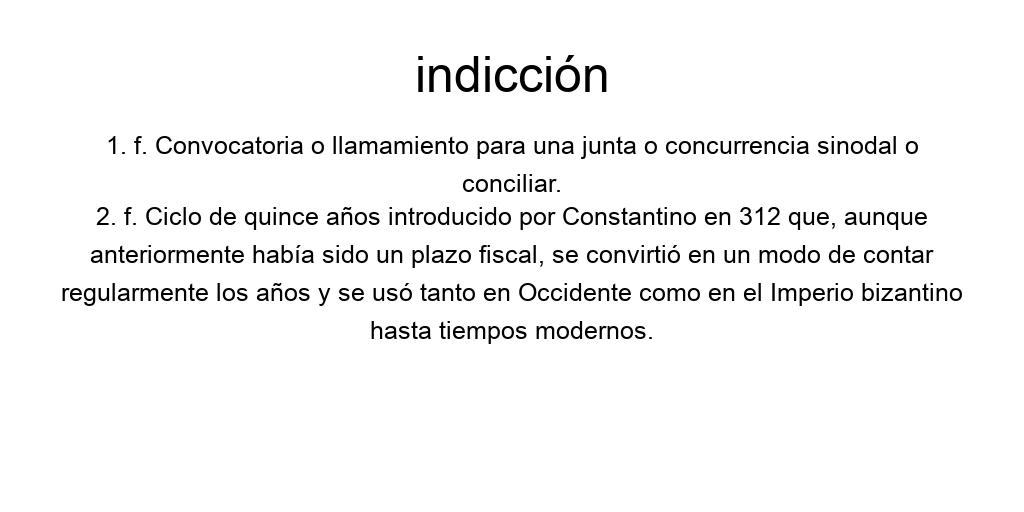 indicción
1. f. Convocatoria o llamamiento para una junta o concurrencia sinodal o
conciliar.
2. f. Ciclo de quince años introducido por Constantino en 312 que, aunque
anteriormente había sido un plazo fiscal, se convirtió en un modo de contar
regularmente los años y se usó tanto en Occidente como en el Imperio bizantino
hasta tiempos modernos.